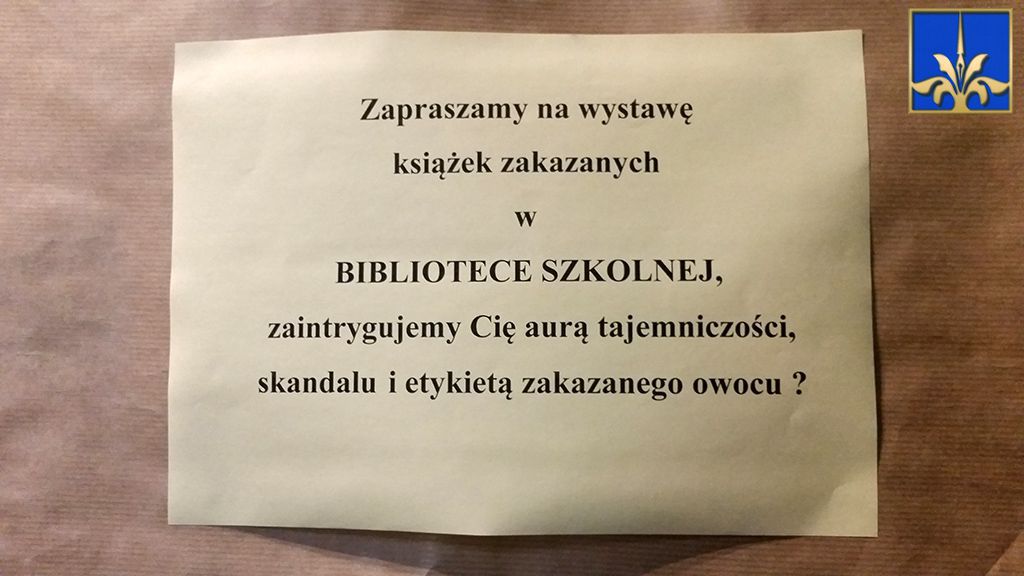 Zapraszamy na wystawę
książek zakazanych
w
BIBLIOTECE SZKOLNEJ,
zaintrygujemy Cię aurą tajemniczości,
skandalu i etykietą zakazanego owocu ?